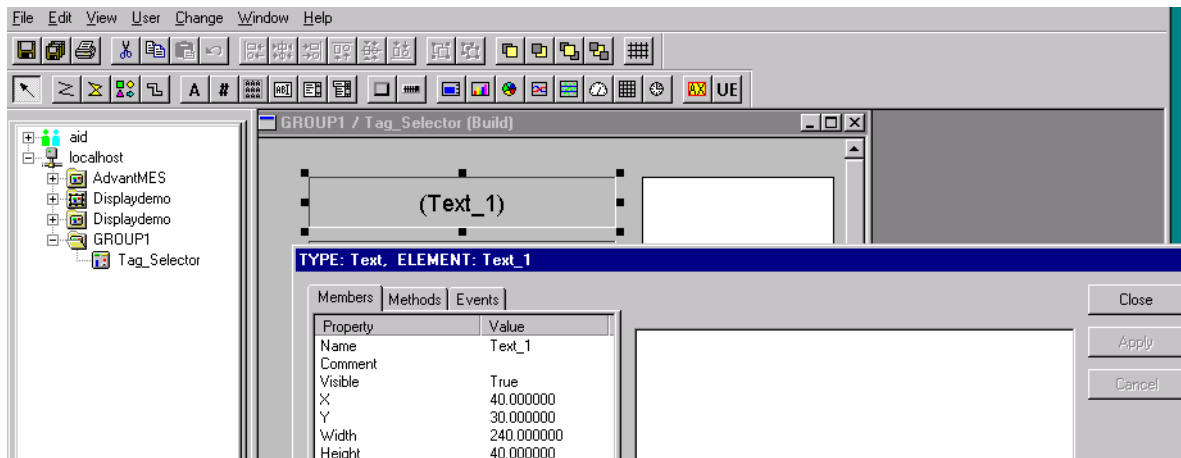 File Edit View User Change Window Help
A # ABI AX UE
GROUP1 / Tag_Selector (Build)
aid
localhost
AdvantMES
Displaydemo
Displaydemo
GROUP1
Tag_Selector
(Text_1)
TYPE: Text, ELEMENT: Text_1
Members Methods Events
Close
Property Value
Name Text_1
Apply
Comment
Visible True
Cancel
X 40.000000
Y 30.000000
Width 240.000000
Height 40.000000